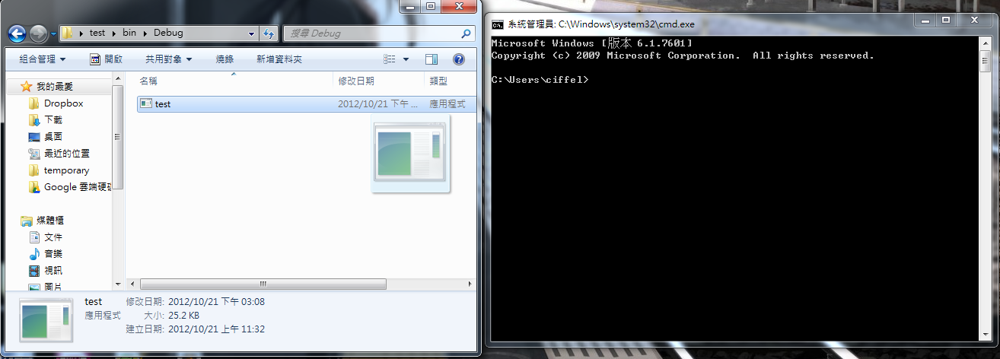 test bin Debug
搜尋 Debug
組合管理 開啟 共用對象 燒錄 新增資料夾
我的最愛
Dropbox
下載
桌面
最近的位置
temporary
Google 雲端硬碟
媒體櫃
文件
音樂
視訊
圖片
名稱 修改日期 類型
test 2012/10/21 下午 ... 應用程式
test 修改日期: 2012/10/21 下午 03:08
應用程式 大小: 25.2 KB
建立日期: 2012/10/21 上午 11:32
系統管理員: C:\Windows\system32\cmd.exe
Microsoft Windows [版本 6.1.7601]
Copyright (c) 2009 Microsoft Corporation.  All rights reserved.
C:\Users\ciffel>